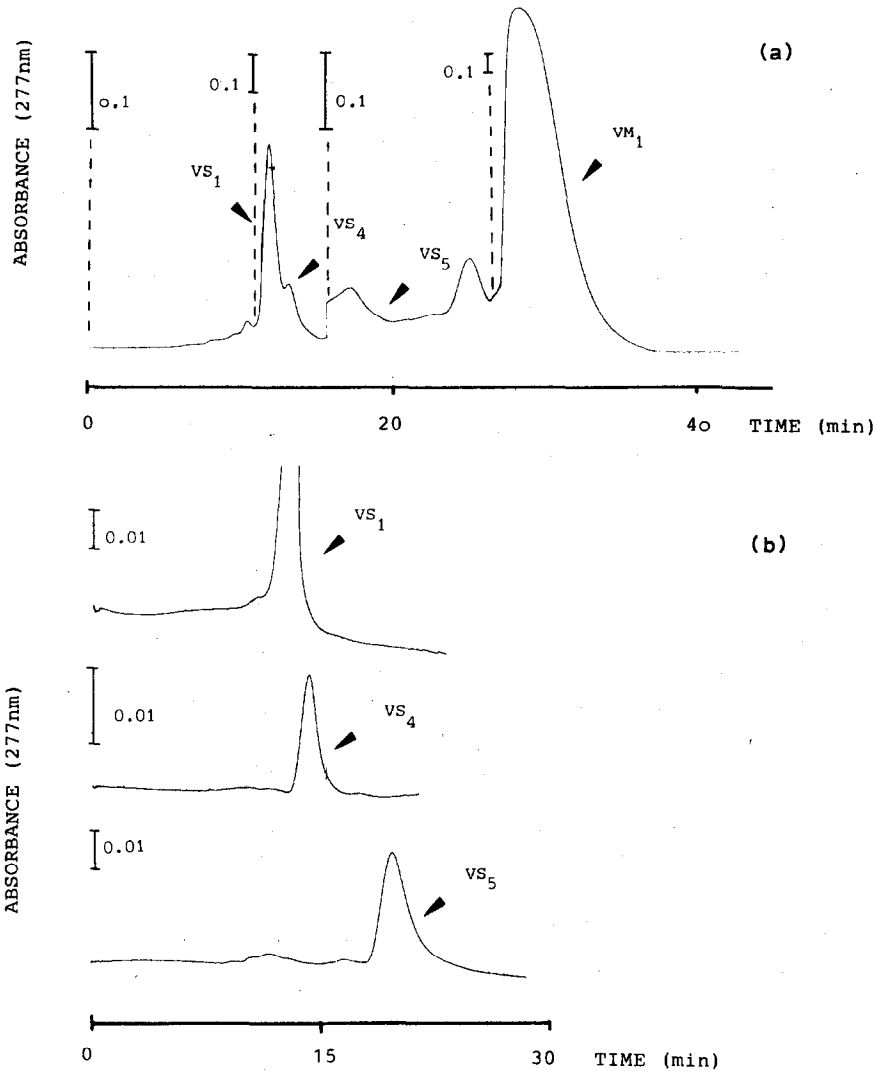 (a)
0.1
0.1
0.1
0.1
VS1
VS4
VS5
VM1
ABSORBANCE (277nm)
0 20 40 TIME (min)
(b)
0.01
VS1
0.01
VS4
0.01
VS5
ABSORBANCE (277nm)
0 15 30 TIME (min)